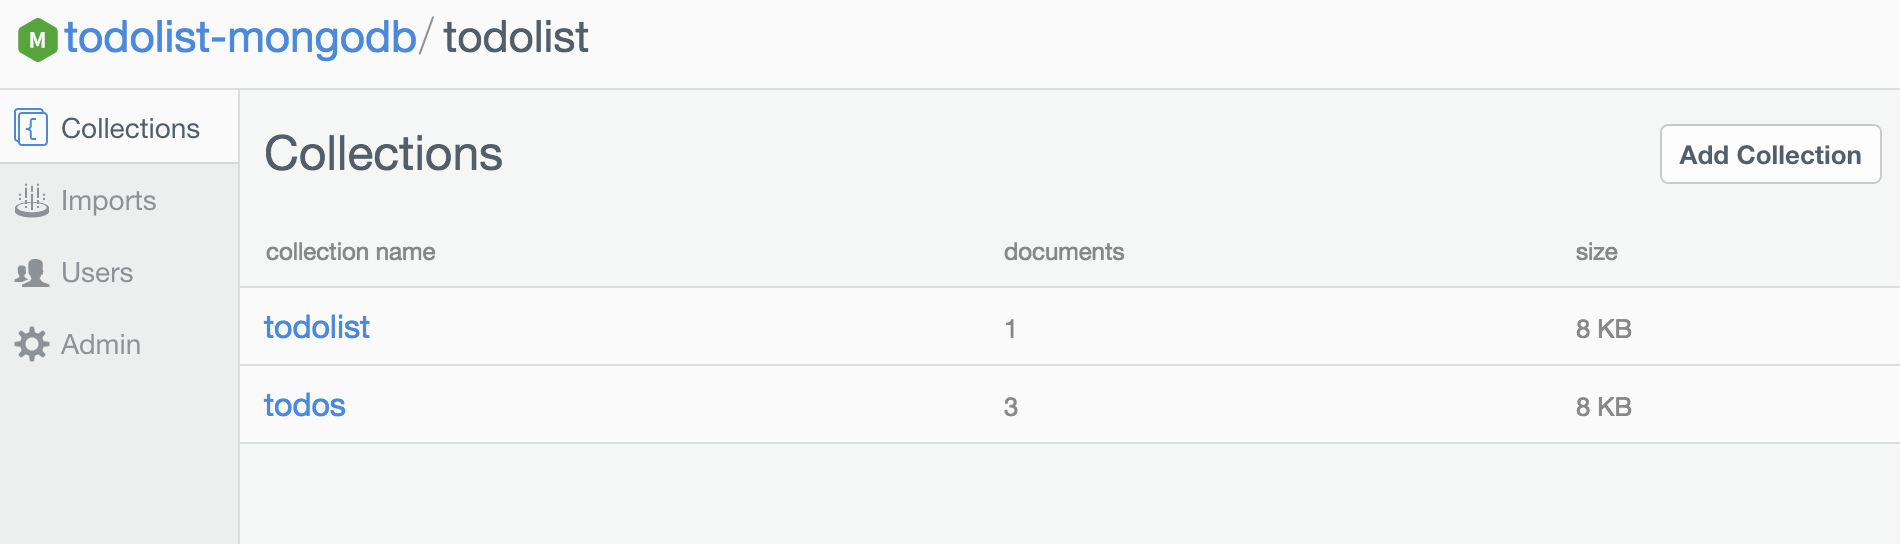 M todolist-mongodb/ todolist
Collections
Imports
Users
Admin
Collections
Add Collection
collection name documents size
todolist 1 8 KB
todos 3 8 KB